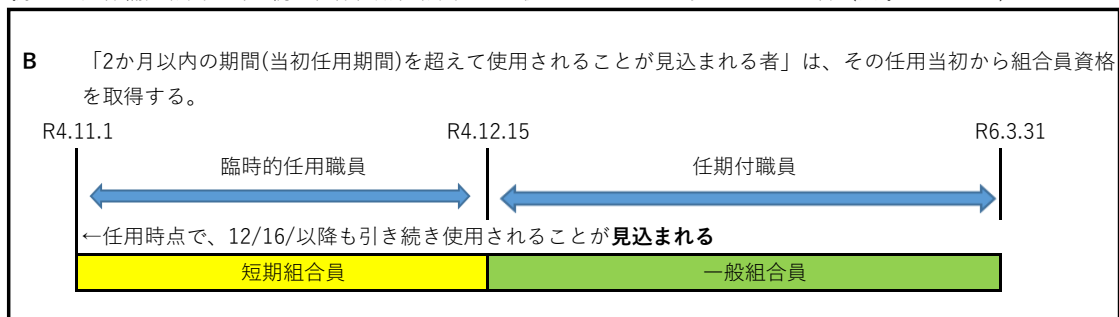 B 「2か月以内の期間(当初任用期間)を超えて使用されることが見込まれる者」は、その任用当初から組合員資格
を取得する。
R4.11.1 R4.12.15 R6.3.31
臨時的任用職員 任期付職員
←任用時点で、12/16/以降も引き続き使用されることが見込まれる
短期組合員 一般組合員